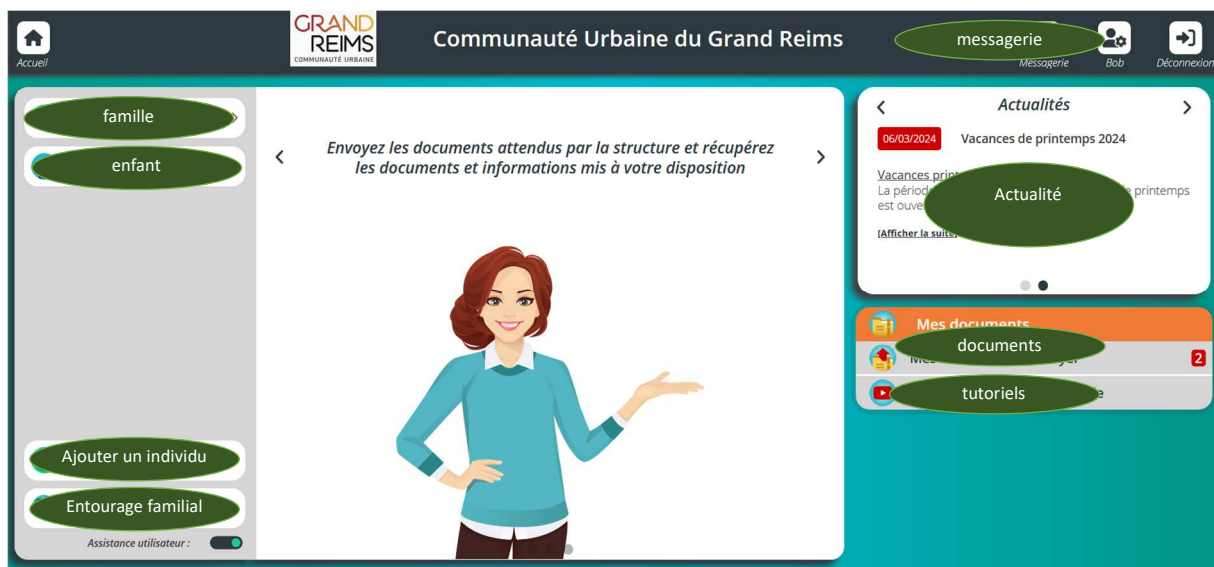 Accueil
GRAND
REIMS
COMMUNAUTÉ URBAINE
Communauté Urbaine du Grand Reims
messagerie
Messagerie
Bob
Déconnexion
famille
enfant
Ajouter un individu
Entourage familial
Assistance utilisateur :
Envoyez les documents attendus par la structure et récupérez
les documents et informations mis à votre disposition
Actualités
06/03/2024 Vacances de printemps 2024
Vacances
La printemps
est
Actualité
[Afficher la suite]
Mes documents
documents
2
tutoriels